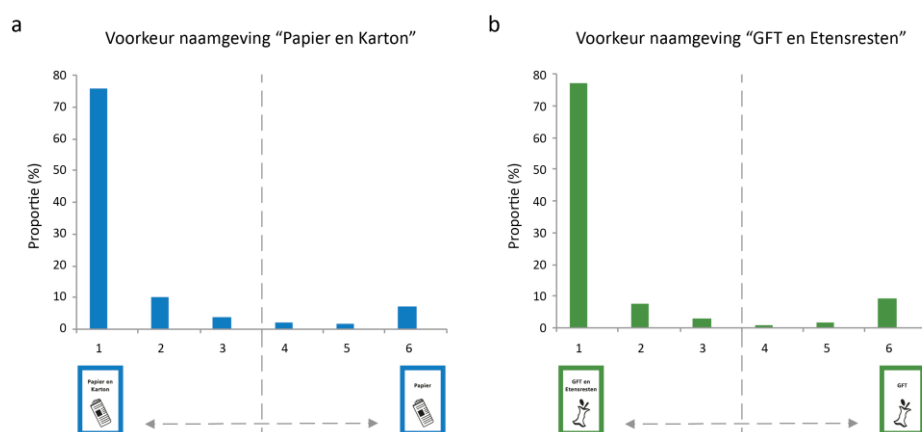 a
Voorkeur naamgeving “Papier en Karton”
80
70
60
50
40
30
20
10
0
Proportie (%)
1 2 3 4 5 6
Papier en
Karton
Papier
b
Voorkeur naamgeving “GFT en Etensresten”
80
70
60
50
40
30
20
10
0
Proportie (%)
1 2 3 4 5 6
GFT en
Etensresten
GFT